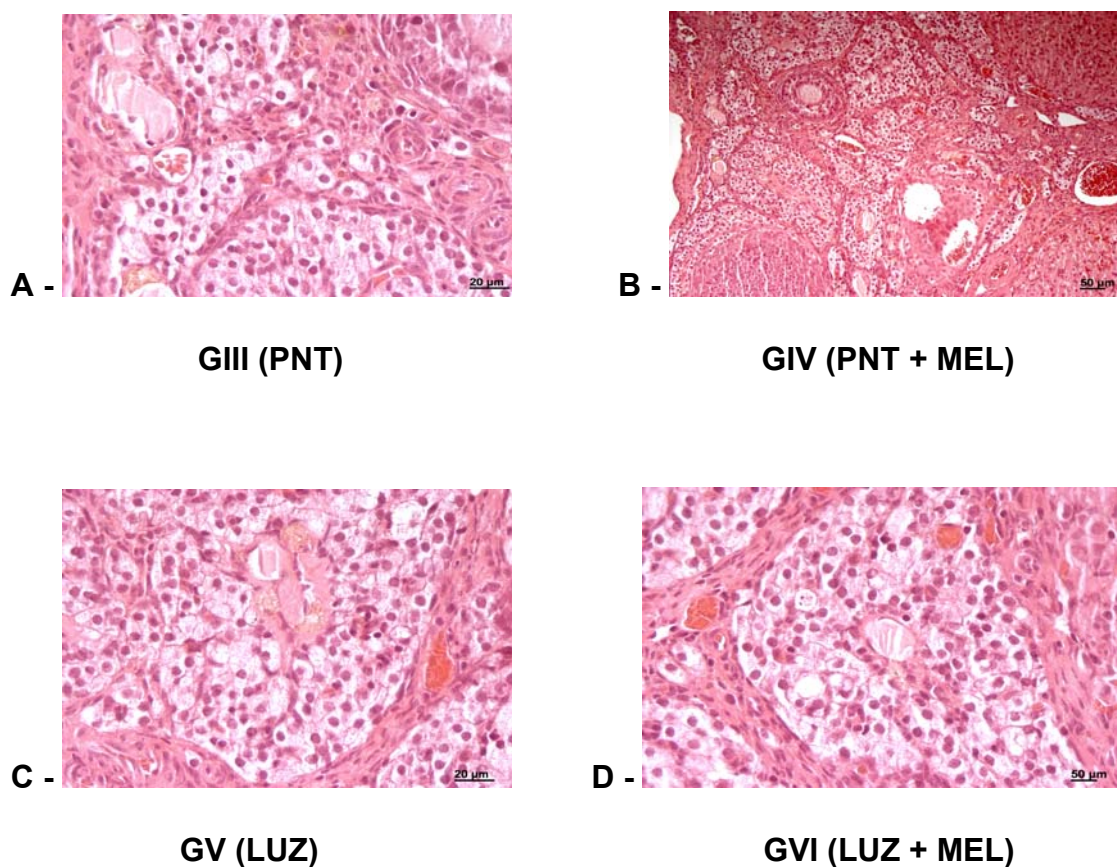 20 µm
50 µm
A -
B -
GIII (PNT)
GIV (PNT + MEL)
20 µm
50 µm
C -
D -
GV (LUZ)
GVI (LUZ + MEL)